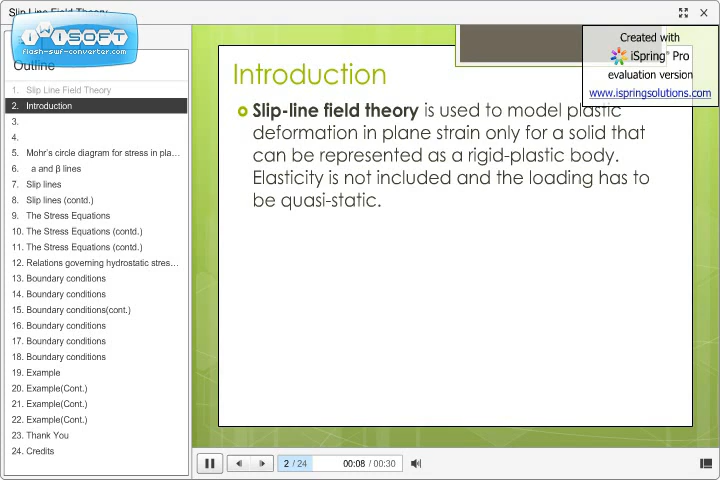 Slip Line Field Theory
iWiSOFT
flash-swf-converter.com
Outline
1. Slip Line Field Theory
2. Introduction
3.
4.
5. Mohr's circle diagram for stress in pla...
6. α and β lines
7. Slip lines
8. Slip lines (contd.)
9. The Stress Equations
10. The Stress Equations (contd.)
11. The Stress Equations (contd.)
12. Relations governing hydrostatic stres...
13. Boundary conditions
14. Boundary conditions
15. Boundary conditions(cont.)
16. Boundary conditions
17. Boundary conditions
18. Boundary conditions
19. Example
20. Example(Cont.)
21. Example(Cont.)
22. Example(Cont.)
23. Thank You
24. Credits
Created with
iSpring Pro
evaluation version
www.ispringsolutions.com
Introduction
Slip-line field theory is used to model plastic
deformation in plane strain only for a solid that
can be represented as a rigid-plastic body.
Elasticity is not included and the loading has to
be quasi-static.
2 / 24
00:08 / 00:30